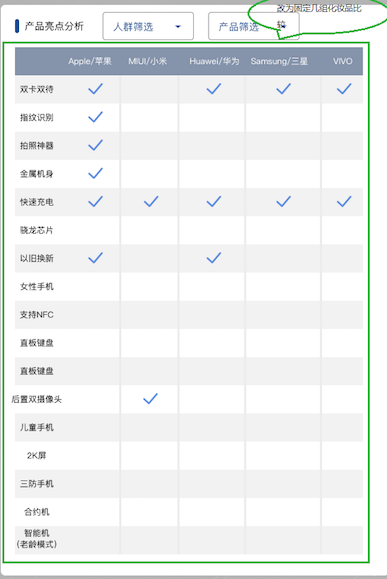 改为固定几组化妆品比
较
产品亮点分析 人群筛选 产品筛选
Apple/苹果 MIUI/小米 Huawei/华为 Samsung/三星 VIVO
双卡双待
指纹识别
拍照神器
金属机身
快速充电
骁龙芯片
以旧换新
女性手机
支持NFC
直板键盘
直板键盘
后置双摄像头
儿童手机
2K屏
三防手机
合约机
智能机
(老龄模式)